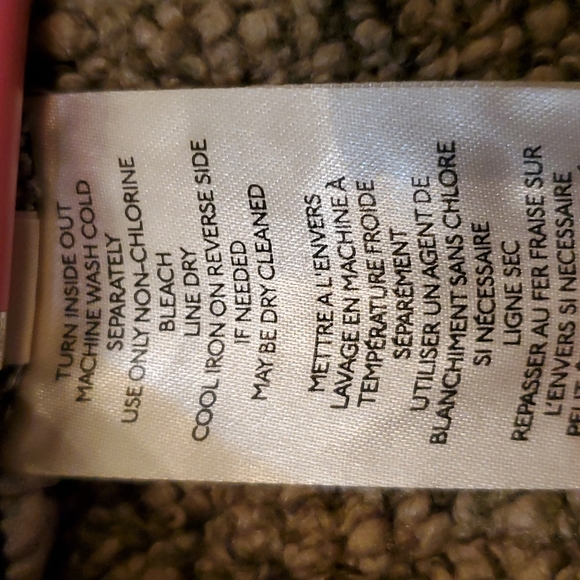 TURN INSIDE OUT
MACHINE WASH COLD
SEPARATELY
USE ONLY NON-CHLORINE
BLEACH
LINE DRY
COOL IRON ON REVERSE SIDE
IF NEEDED
MAY BE DRY CLEANED
METTRE A L'ENVERS
LAVAGE EN MACHINE À
TEMPÉRATURE FROIDE
SÉPARÉMENT
UTILISER UN AGENT DE
BLANCHIMENT SANS CHLORE
SI NÉCESSAIRE
LIGNE SEC
REPASSER AU FER FRAISE SUR
L'ENVERS SI NECESSAIRE